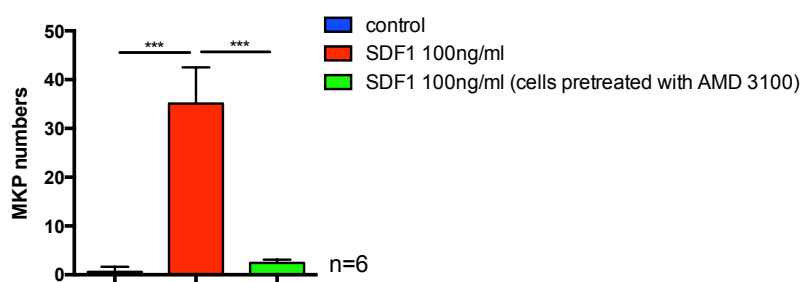 control
SDF1 100ng/ml
SDF1 100ng/ml (cells pretreated with AMD 3100)
*** ***
MKP numbers
50
40
30
20
10
0
n=6